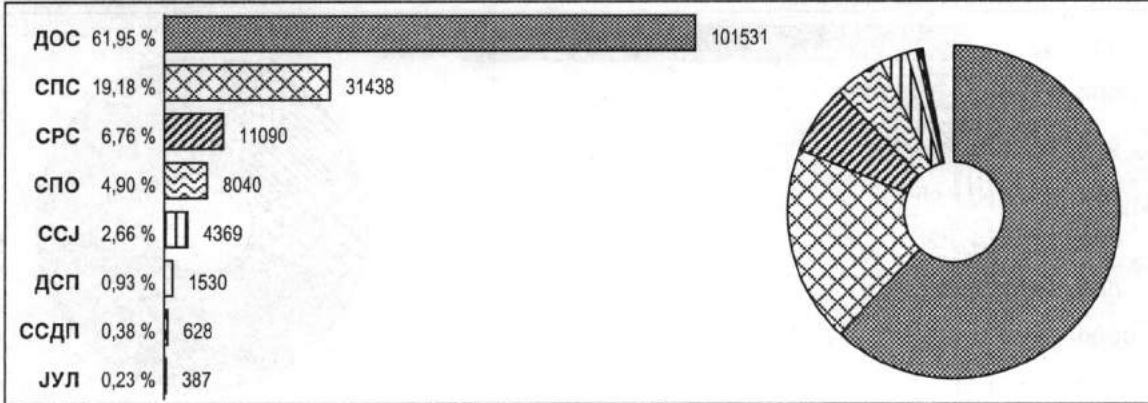 ДОС 61,95 % 101531
СПС 19,18 % 31438
СРС 6,76 % 11090
СПО 4,90 % 8040
ССЈ 2,66 % 4369
ДСП 0,93 % 1530
ССДП 0,38 % 628
ЈУЛ 0,23 % 387